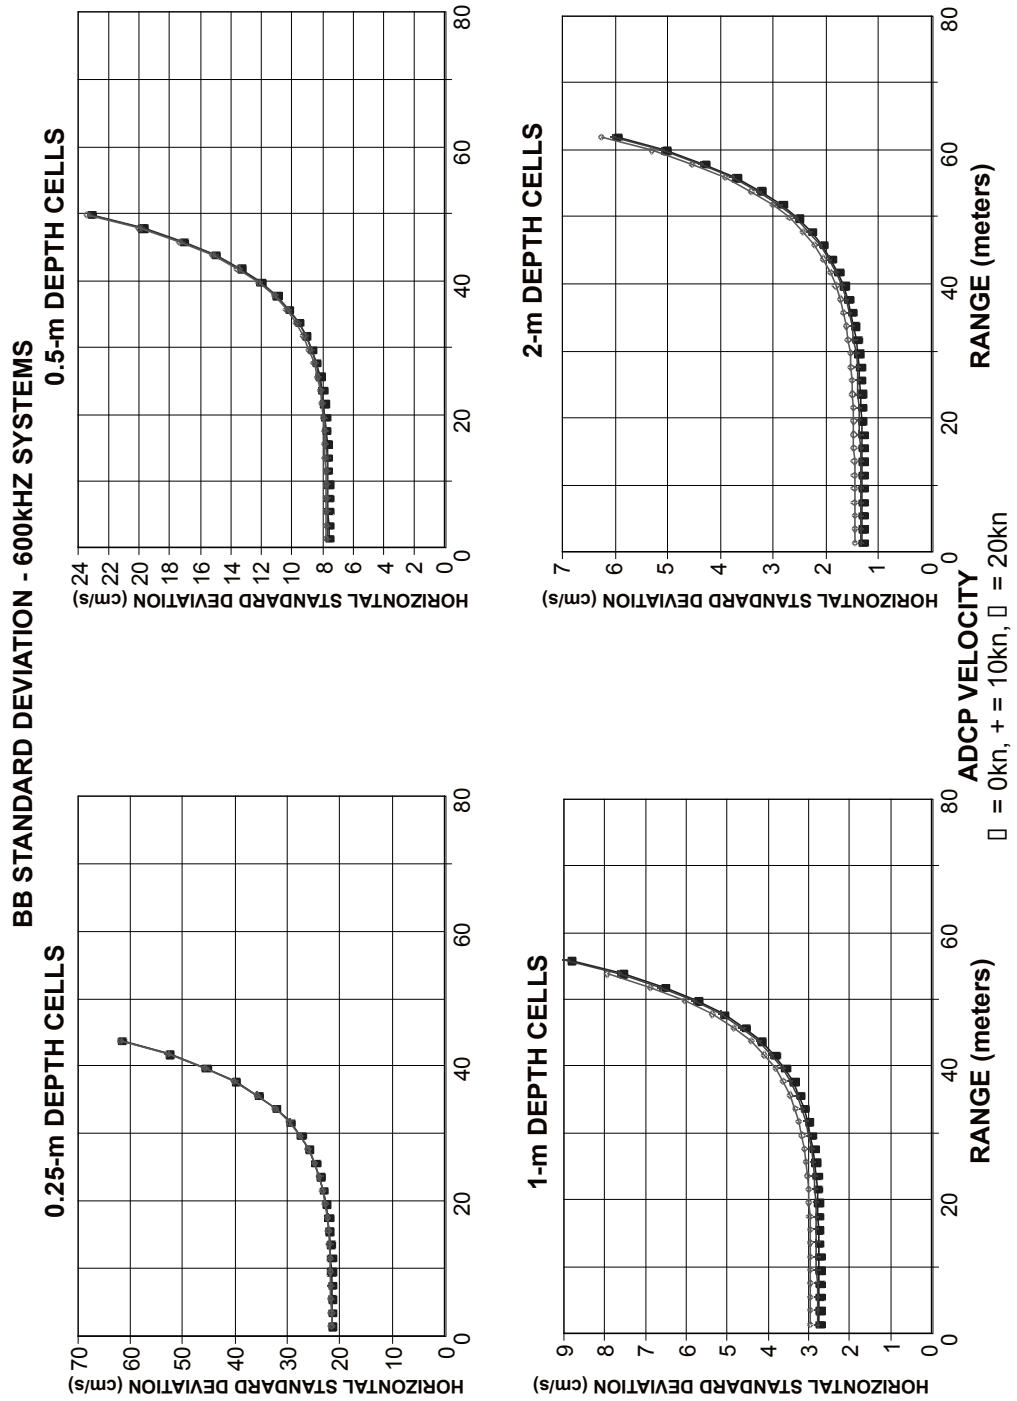 BB STANDARD DEVIATION - 600kHZ SYSTEMS
0.25-m DEPTH CELLS
HORIZONTAL STANDARD DEVIATION (cm/s)
70
60
50
40
30
20
10
0
0 20 40 60 80
0.5-m DEPTH CELLS
HORIZONTAL STANDARD DEVIATION (cm/s)
24
22
20
18
16
14
12
10
8
6
4
2
0
0 20 40 60 80
1-m DEPTH CELLS
HORIZONTAL STANDARD DEVIATION (cm/s)
9
8
7
6
5
4
3
2
1
0
0 20 40 60 80
RANGE (meters)
2-m DEPTH CELLS
HORIZONTAL STANDARD DEVIATION (cm/s)
7
6
5
4
3
2
1
0
0 20 40 60 80
RANGE (meters)
ADCP VELOCITY
▯ = 0kn, + = 10kn, ▯ = 20kn